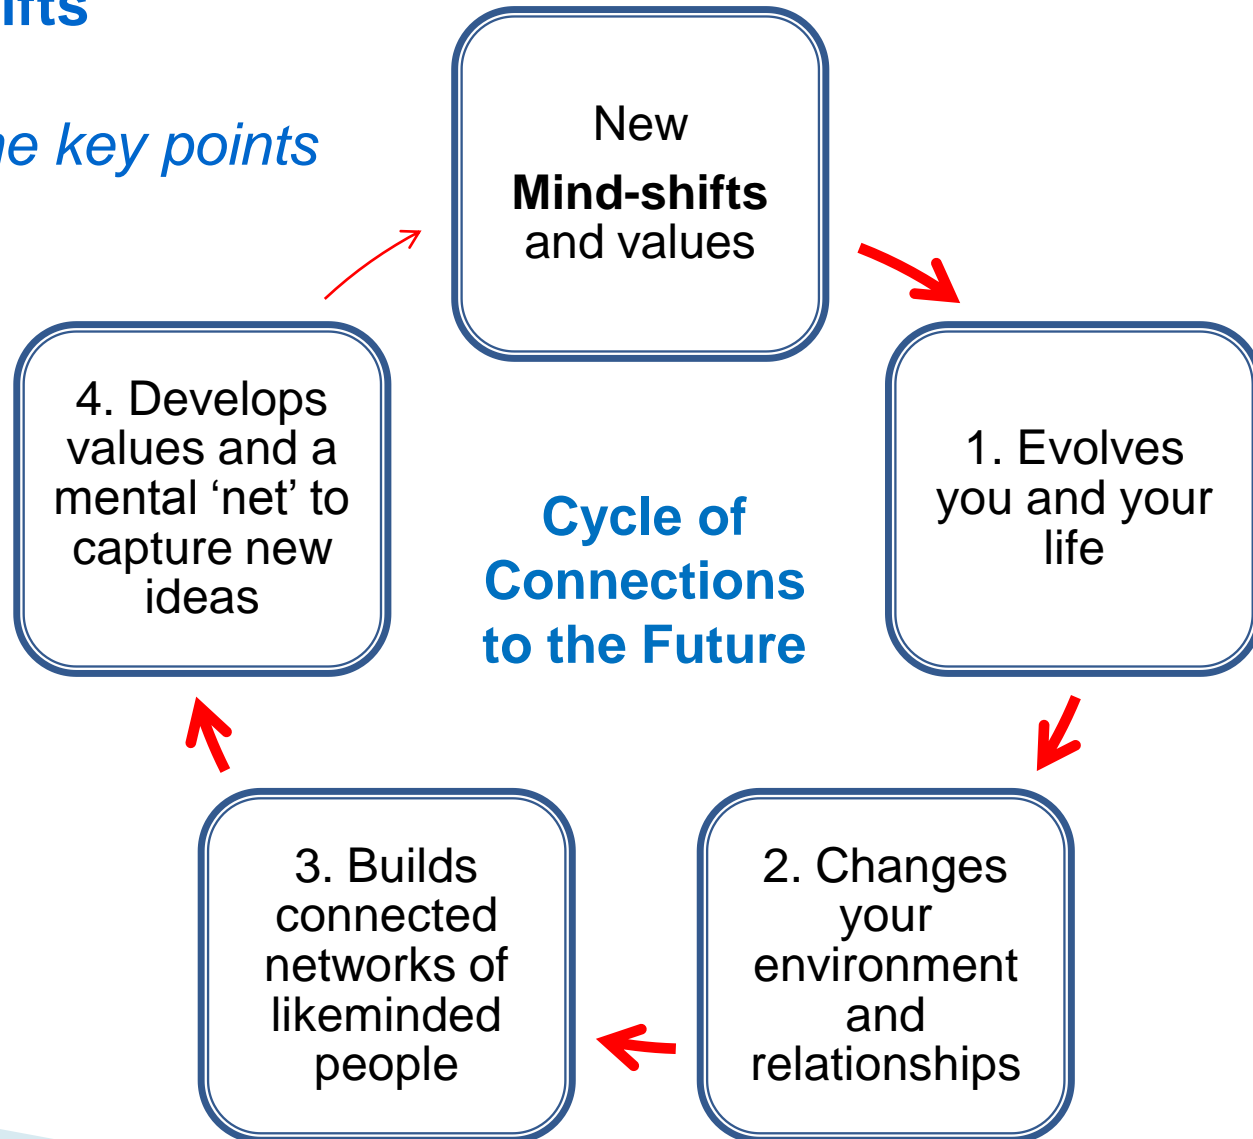 ifts
ne key points
New
Mind-shifts
and values
1. Evolves
you and your
life
2. Changes
your
environment
and
relationships
3. Builds
connected
networks of
likeminded
people
4. Develops
values and a
mental ‘net’ to
capture new
ideas
Cycle of
Connections
to the Future